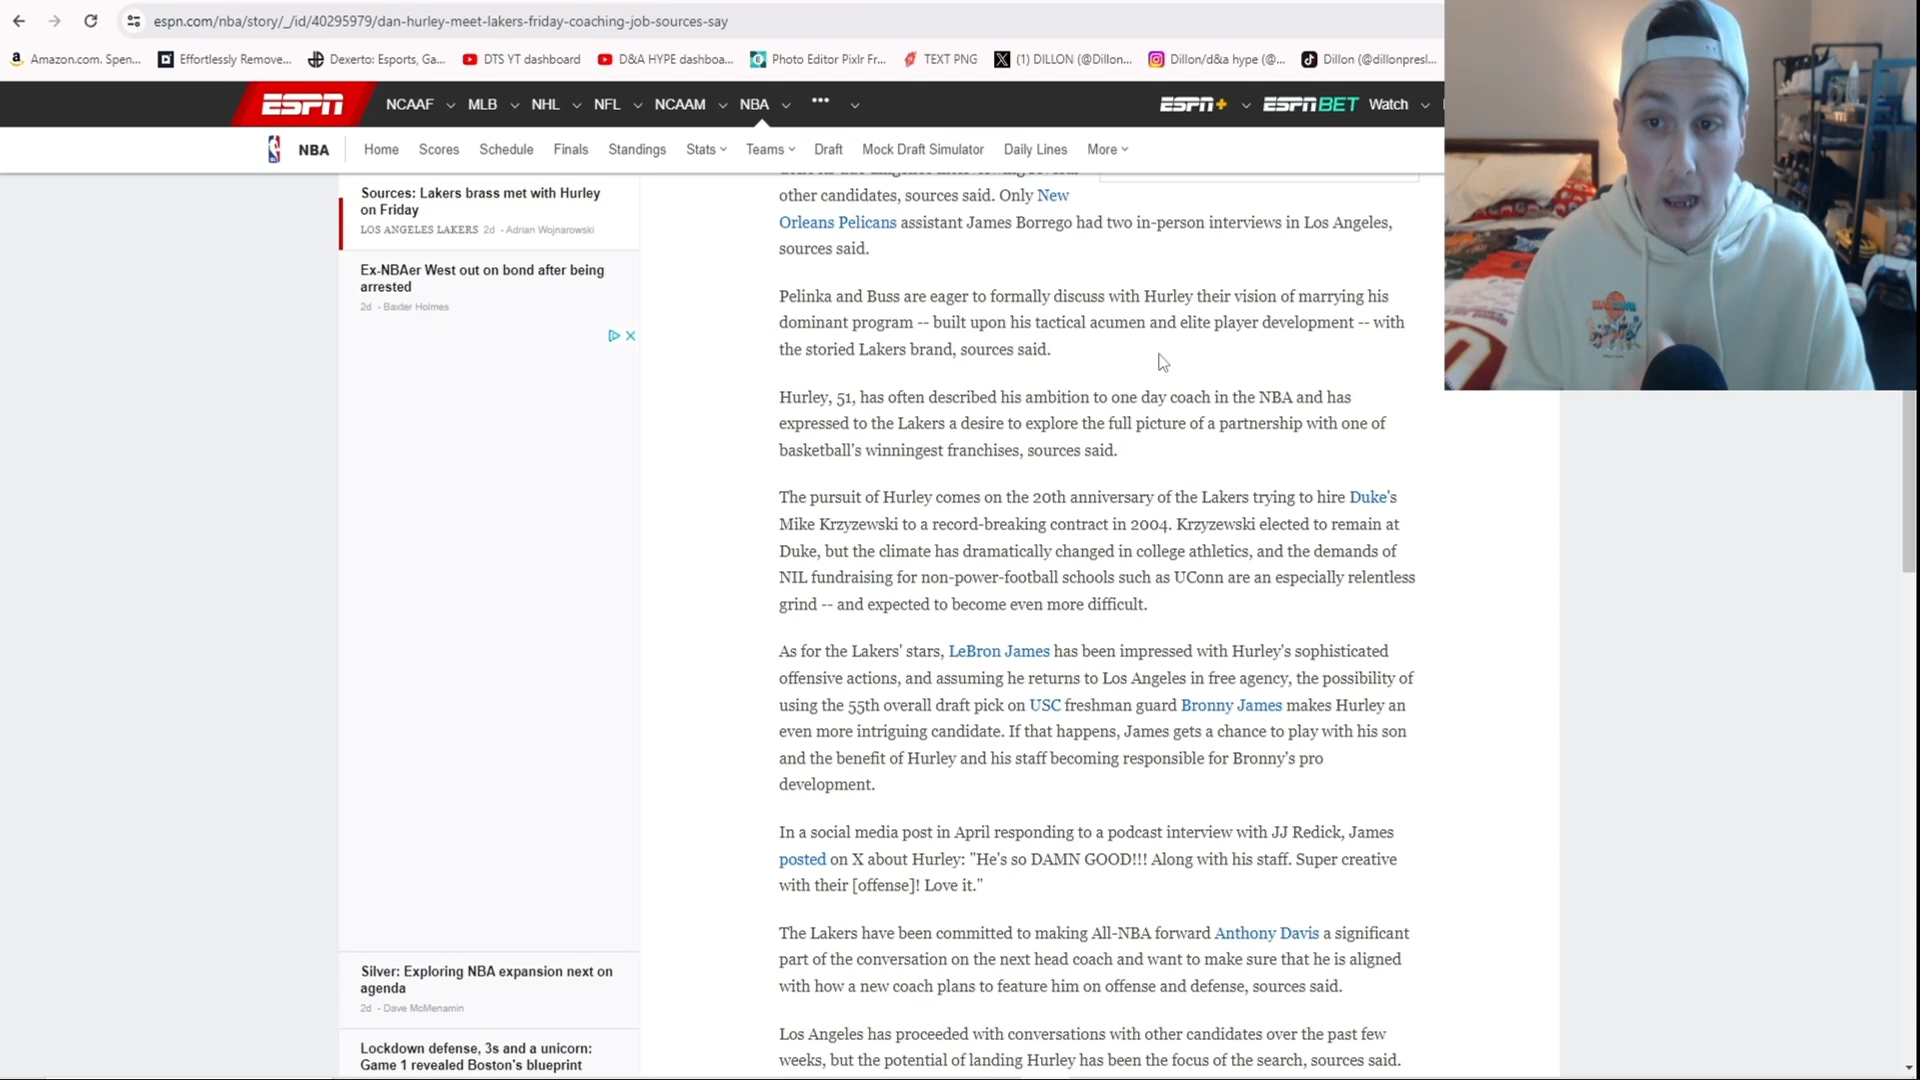 espn.com/nba/story/_/id/40295979/dan-hurley-meet-lakers-friday-coaching-job-sources-say
Amazon.com. Spen... Effortlessly Remove... Dexerto: Esports, Ga... DTS YT dashboard D&A HYPE dashboa... Photo Editor Pixlr Fr... TEXT PNG (1) DILLON (@Dillon... Dillon/d&a hype (@... Dillon (@dillonpresl...
ESPN NCAAF MLB NHL NFL NCAAM NBA ••• ESPN+ ESPN BET Watch
NBA Home Scores Schedule Finals Standings Stats Teams Draft Mock Draft Simulator Daily Lines More
Sources: Lakers brass met with Hurley
on Friday
LOS ANGELES LAKERS 2d - Adrian Wojnarowski
Ex-NBAer West out on bond after being
arrested
2d - Baxter Holmes
Silver: Exploring NBA expansion next on
agenda
2d - Dave McMenamin
Lockdown defense, 3s and a unicorn:
Game 1 revealed Boston's blueprint
other candidates, sources said. Only New
Orleans Pelicans assistant James Borrego had two in-person interviews in Los Angeles,
sources said.
Pelinka and Buss are eager to formally discuss with Hurley their vision of marrying his
dominant program -- built upon his tactical acumen and elite player development -- with
the storied Lakers brand, sources said.
Hurley, 51, has often described his ambition to one day coach in the NBA and has
expressed to the Lakers a desire to explore the full picture of a partnership with one of
basketball's winningest franchises, sources said.
The pursuit of Hurley comes on the 20th anniversary of the Lakers trying to hire Duke's
Mike Krzyzewski to a record-breaking contract in 2004. Krzyzewski elected to remain at
Duke, but the climate has dramatically changed in college athletics, and the demands of
NIL fundraising for non-power-football schools such as UConn are an especially relentless
grind -- and expected to become even more difficult.
As for the Lakers' stars, LeBron James has been impressed with Hurley's sophisticated
offensive actions, and assuming he returns to Los Angeles in free agency, the possibility of
using the 55th overall draft pick on USC freshman guard Bronny James makes Hurley an
even more intriguing candidate. If that happens, James gets a chance to play with his son
and the benefit of Hurley and his staff becoming responsible for Bronny's pro
development.
In a social media post in April responding to a podcast interview with JJ Redick, James
posted on X about Hurley: "He's so DAMN GOOD!!! Along with his staff. Super creative
with their [offense]! Love it."
The Lakers have been committed to making All-NBA forward Anthony Davis a significant
part of the conversation on the next head coach and want to make sure that he is aligned
with how a new coach plans to feature him on offense and defense, sources said.
Los Angeles has proceeded with conversations with other candidates over the past few
weeks, but the potential of landing Hurley has been the focus of the search, sources said.